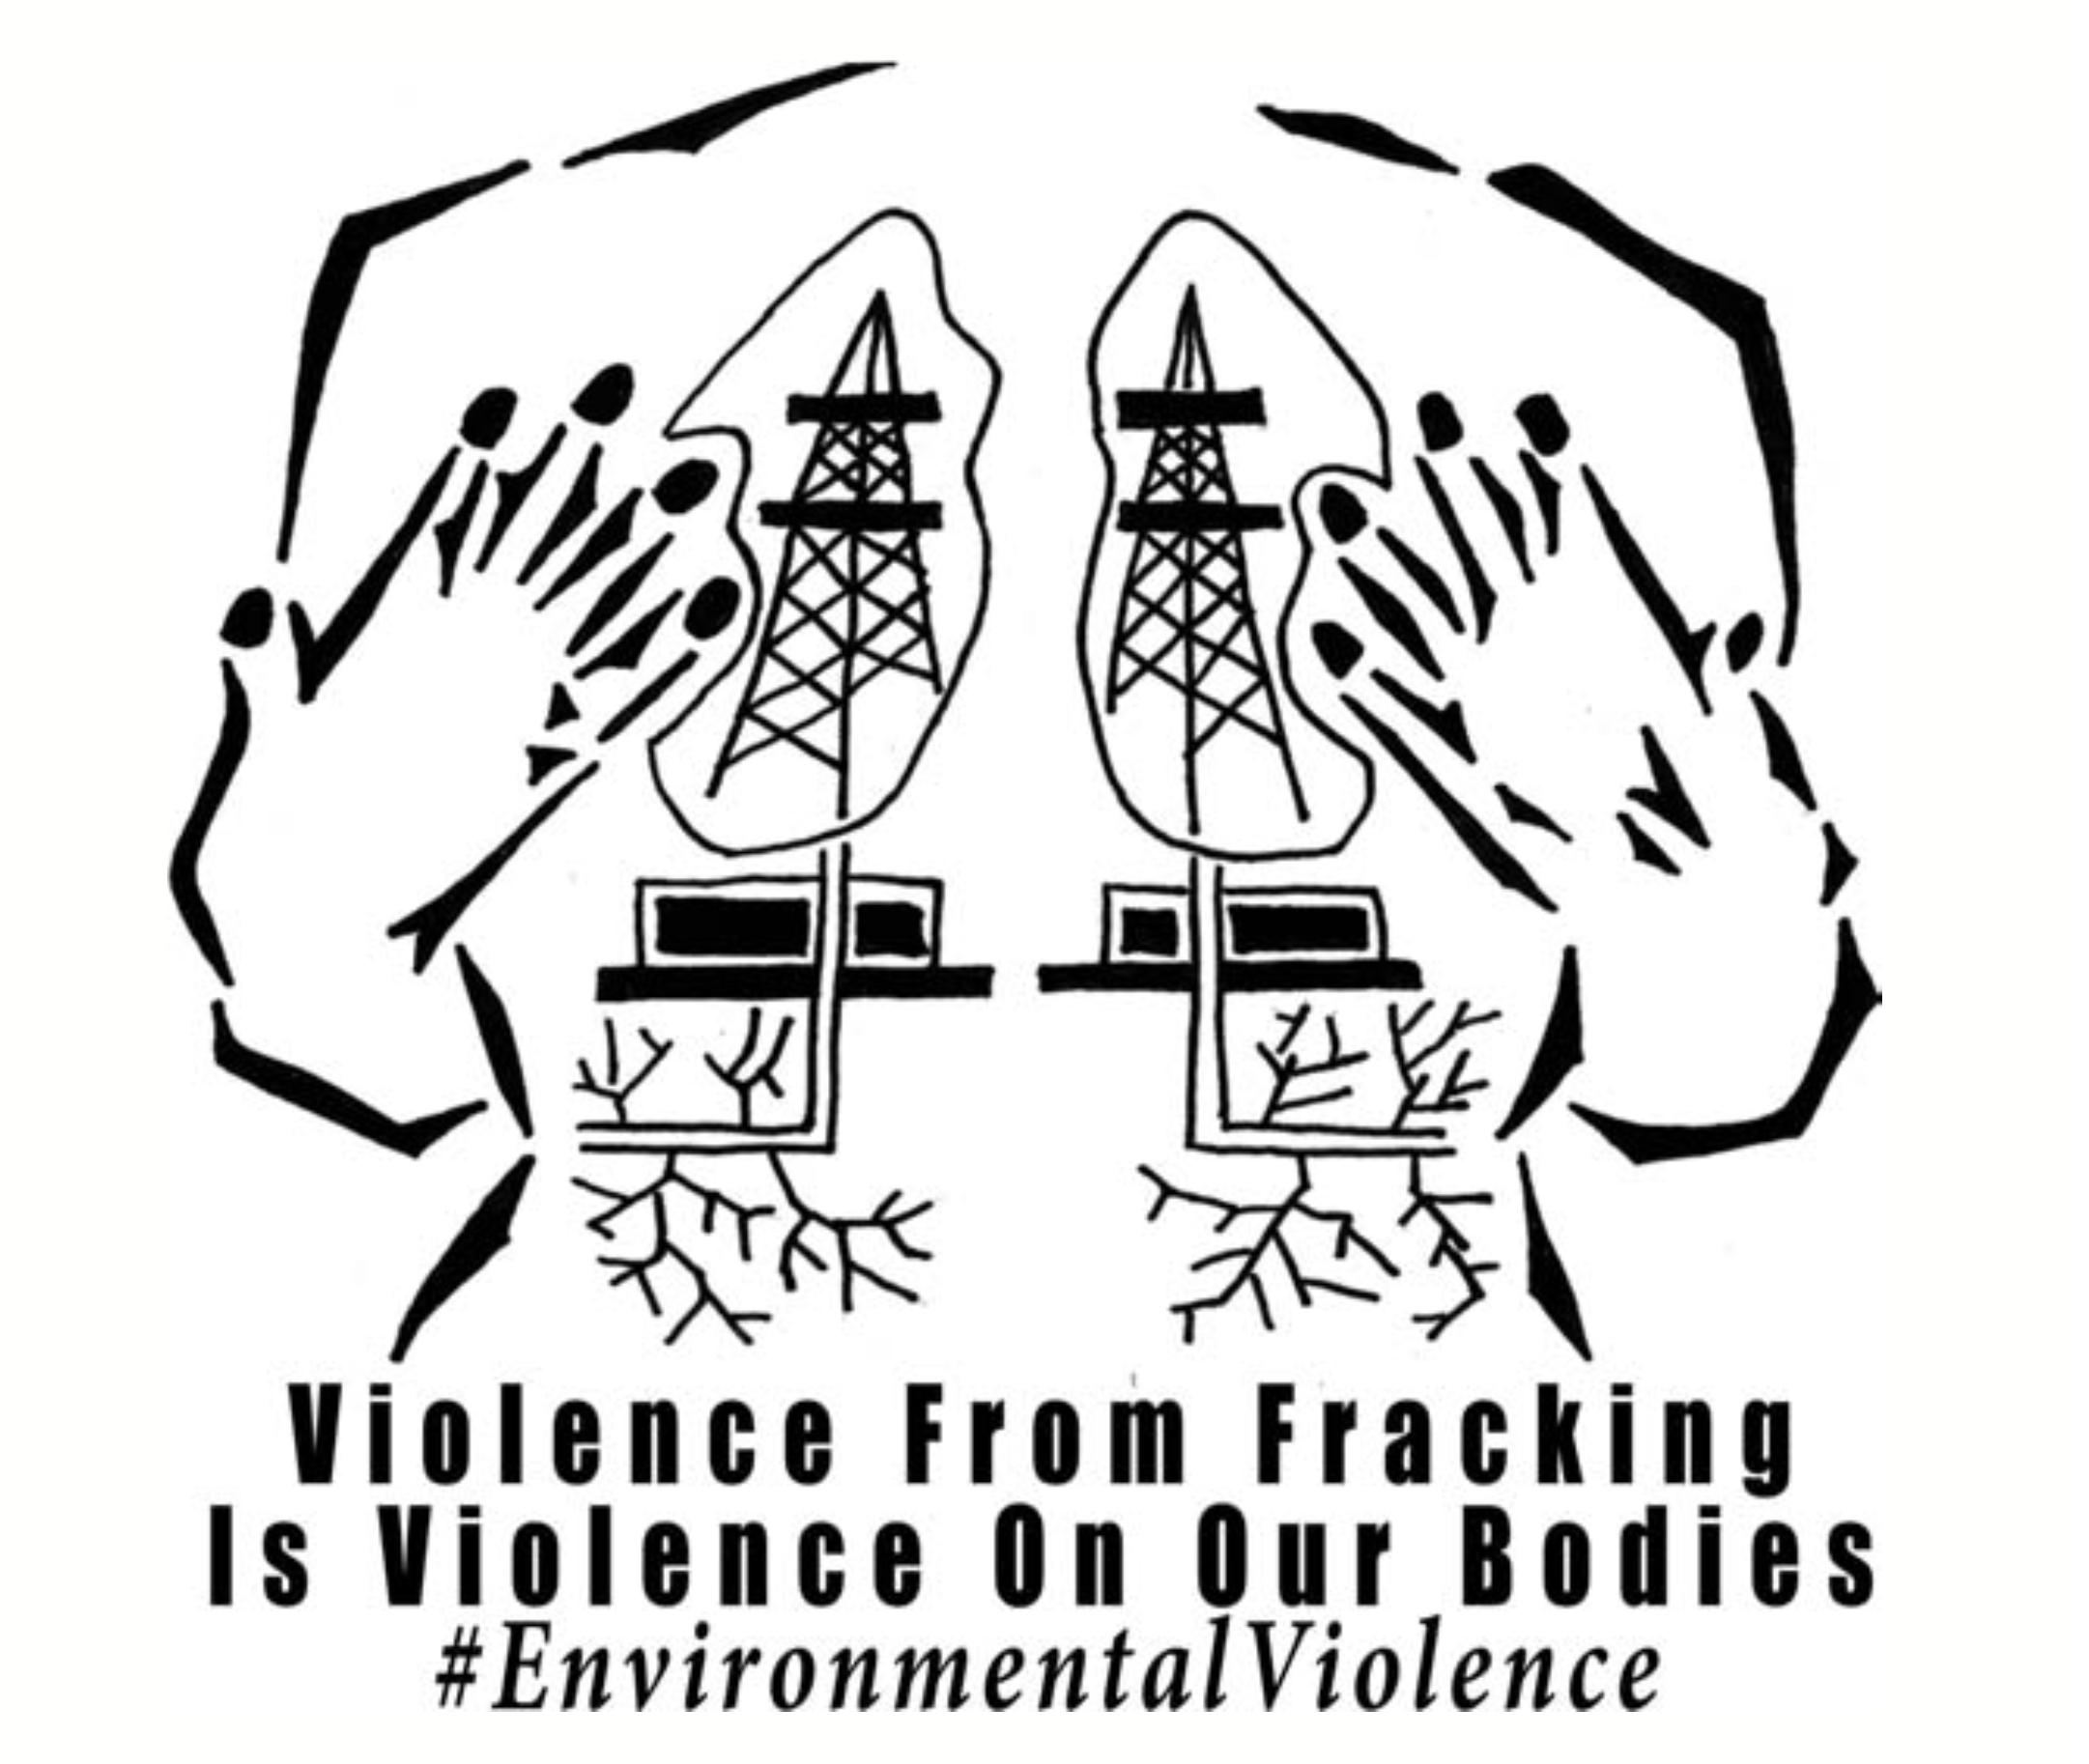 Violence From Fracking
Is Violence On Our Bodies
#EnvironmentalViolence